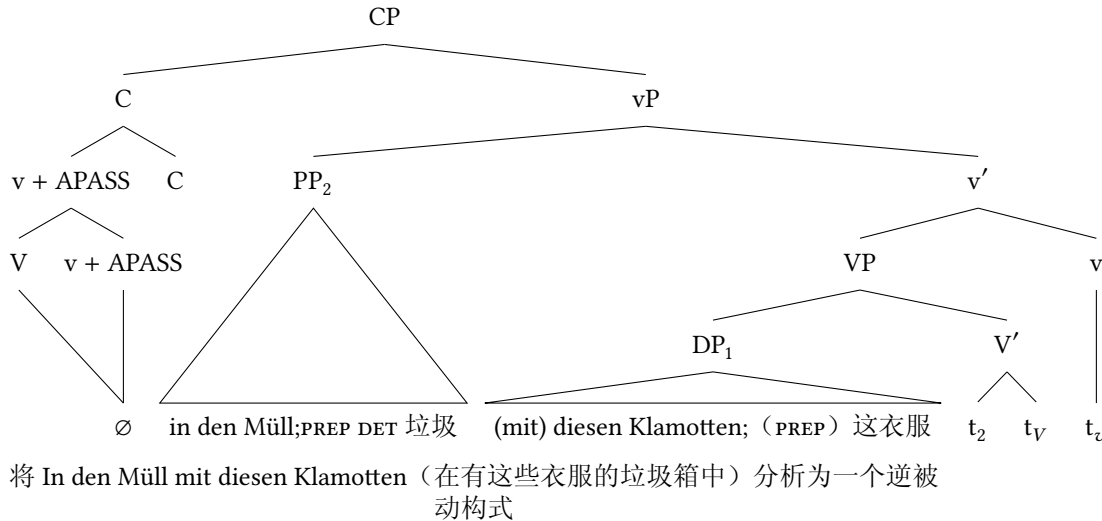 CP
C vP
v + APASS C PP₂ v′
V v + APASS VP v
DP₁ V′
∅ in den Müll;PREP DET 垃圾 (mit) diesen Klamotten;（PREP）这衣服 t₂ t_V t_v
将 In den Müll mit diesen Klamotten（在有这些衣服的垃圾箱中）分析为一个逆被
动构式